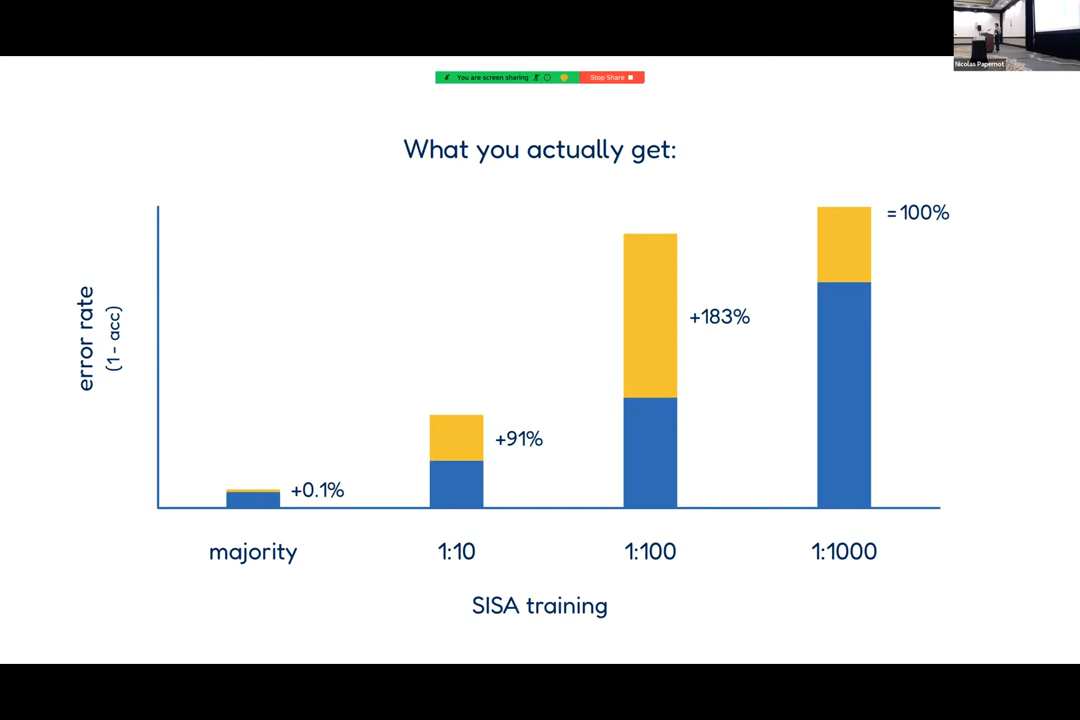 Nicolas Papernot
You are screen sharing
Stop Share
What you actually get:
error rate
(1 - acc)
+0.1%
+91%
+183%
= 100%
majority
1:10
1:100
1:1000
SISA training